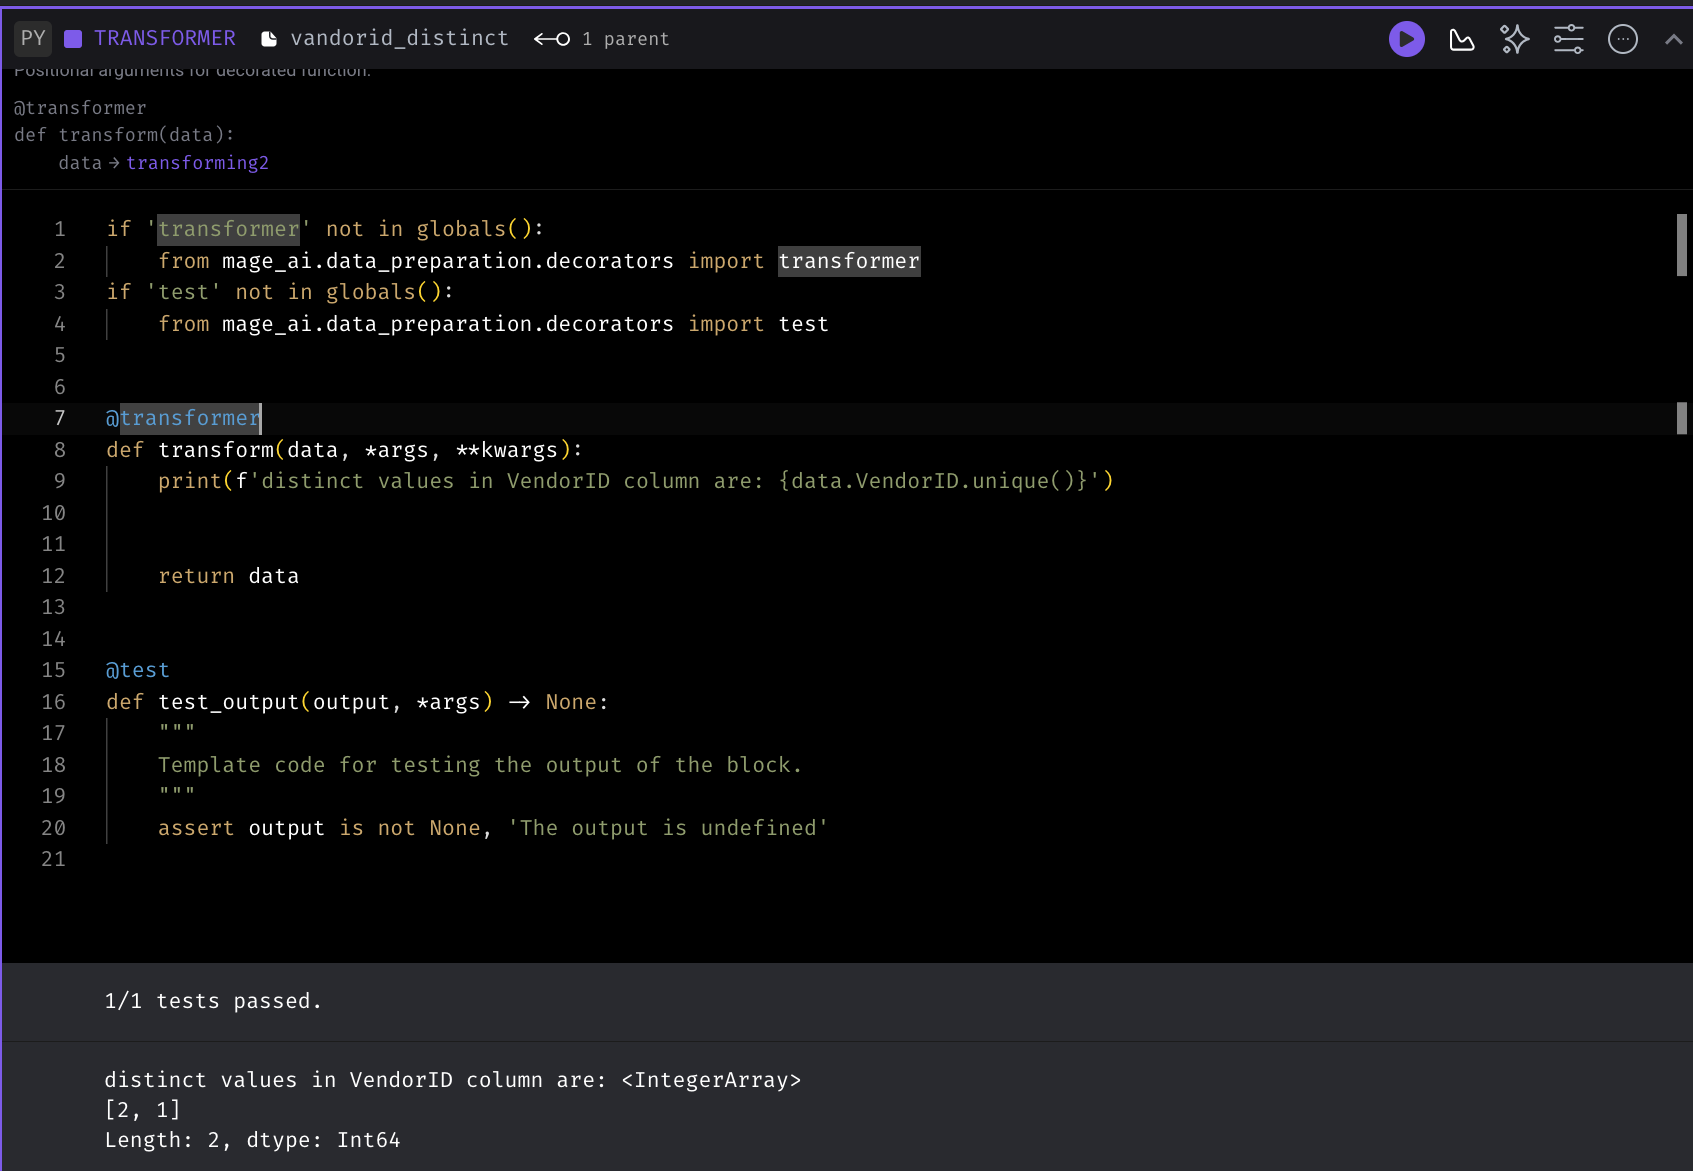 PY TRANSFORMER vandorid_distinct 1 parent
Positional arguments for decorated function:
@transformer
def transform(data):
    data → transforming2
1 if 'transformer' not in globals():
2     from mage_ai.data_preparation.decorators import transformer
3 if 'test' not in globals():
4     from mage_ai.data_preparation.decorators import test
5
6
7 @transformer
8 def transform(data, *args, **kwargs):
9     print(f'distinct values in VendorID column are: {data.VendorID.unique()}')
10
11
12     return data
13
14
15 @test
16 def test_output(output, *args) -> None:
17     """
18     Template code for testing the output of the block.
19     """
20     assert output is not None, 'The output is undefined'
21
1/1 tests passed.
distinct values in VendorID column are: <IntegerArray>
[2, 1]
Length: 2, dtype: Int64